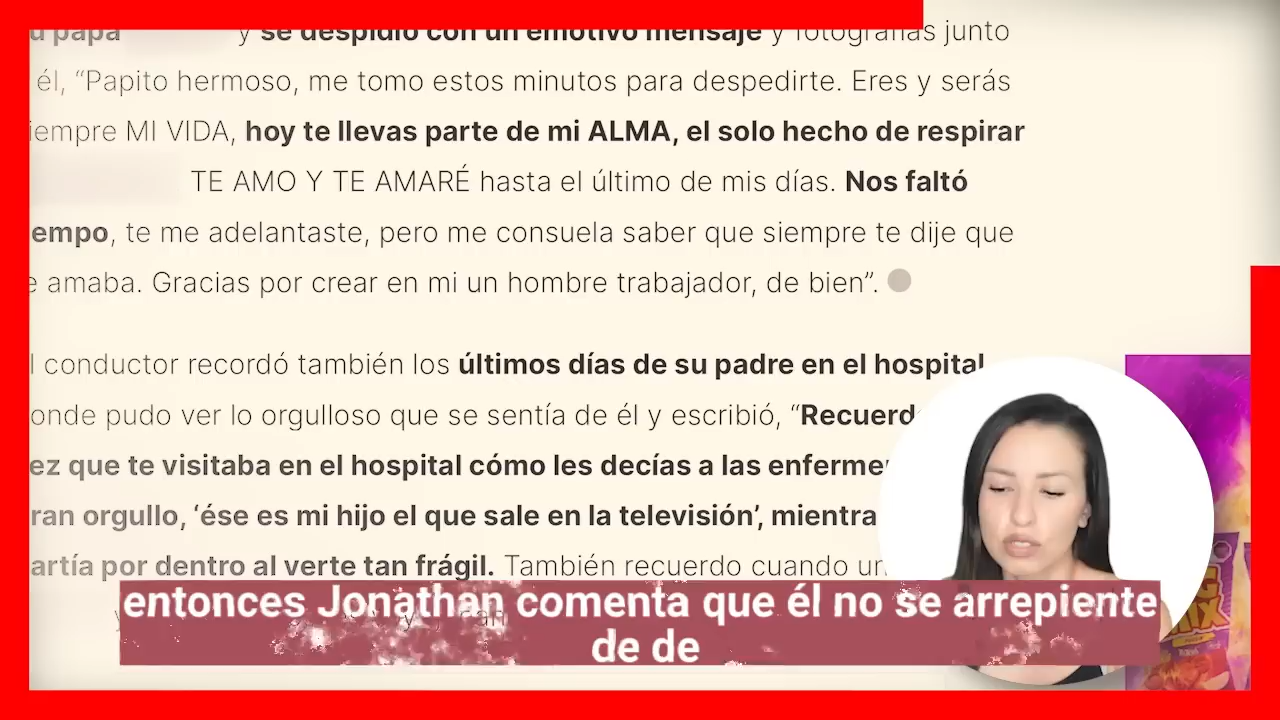 u papá y se despidió con un emotivo mensaje y fotografías junto
él, “Papito hermoso, me tomo estos minutos para despedirte. Eres y serás
iempre MI VIDA, hoy te llevas parte de mi ALMA, el solo hecho de respirar
TE AMO Y TE AMARÉ hasta el último de mis días. Nos faltó
empo, te me adelantaste, pero me consuela saber que siempre te dije que
e amaba. Gracias por crear en mi un hombre trabajador, de bien”.
l conductor recordó también los últimos días de su padre en el hospital
onde pudo ver lo orgulloso que se sentía de él y escribió, “Recuerd
ez que te visitaba en el hospital cómo les decías a las enferme
ran orgullo, ‘ése es mi hijo el que sale en la televisión’, mientra
artía por dentro al verte tan frágil. También recuerdo cuando un
entonces Jonathan comenta que él no se arrepiente
de de
MIX